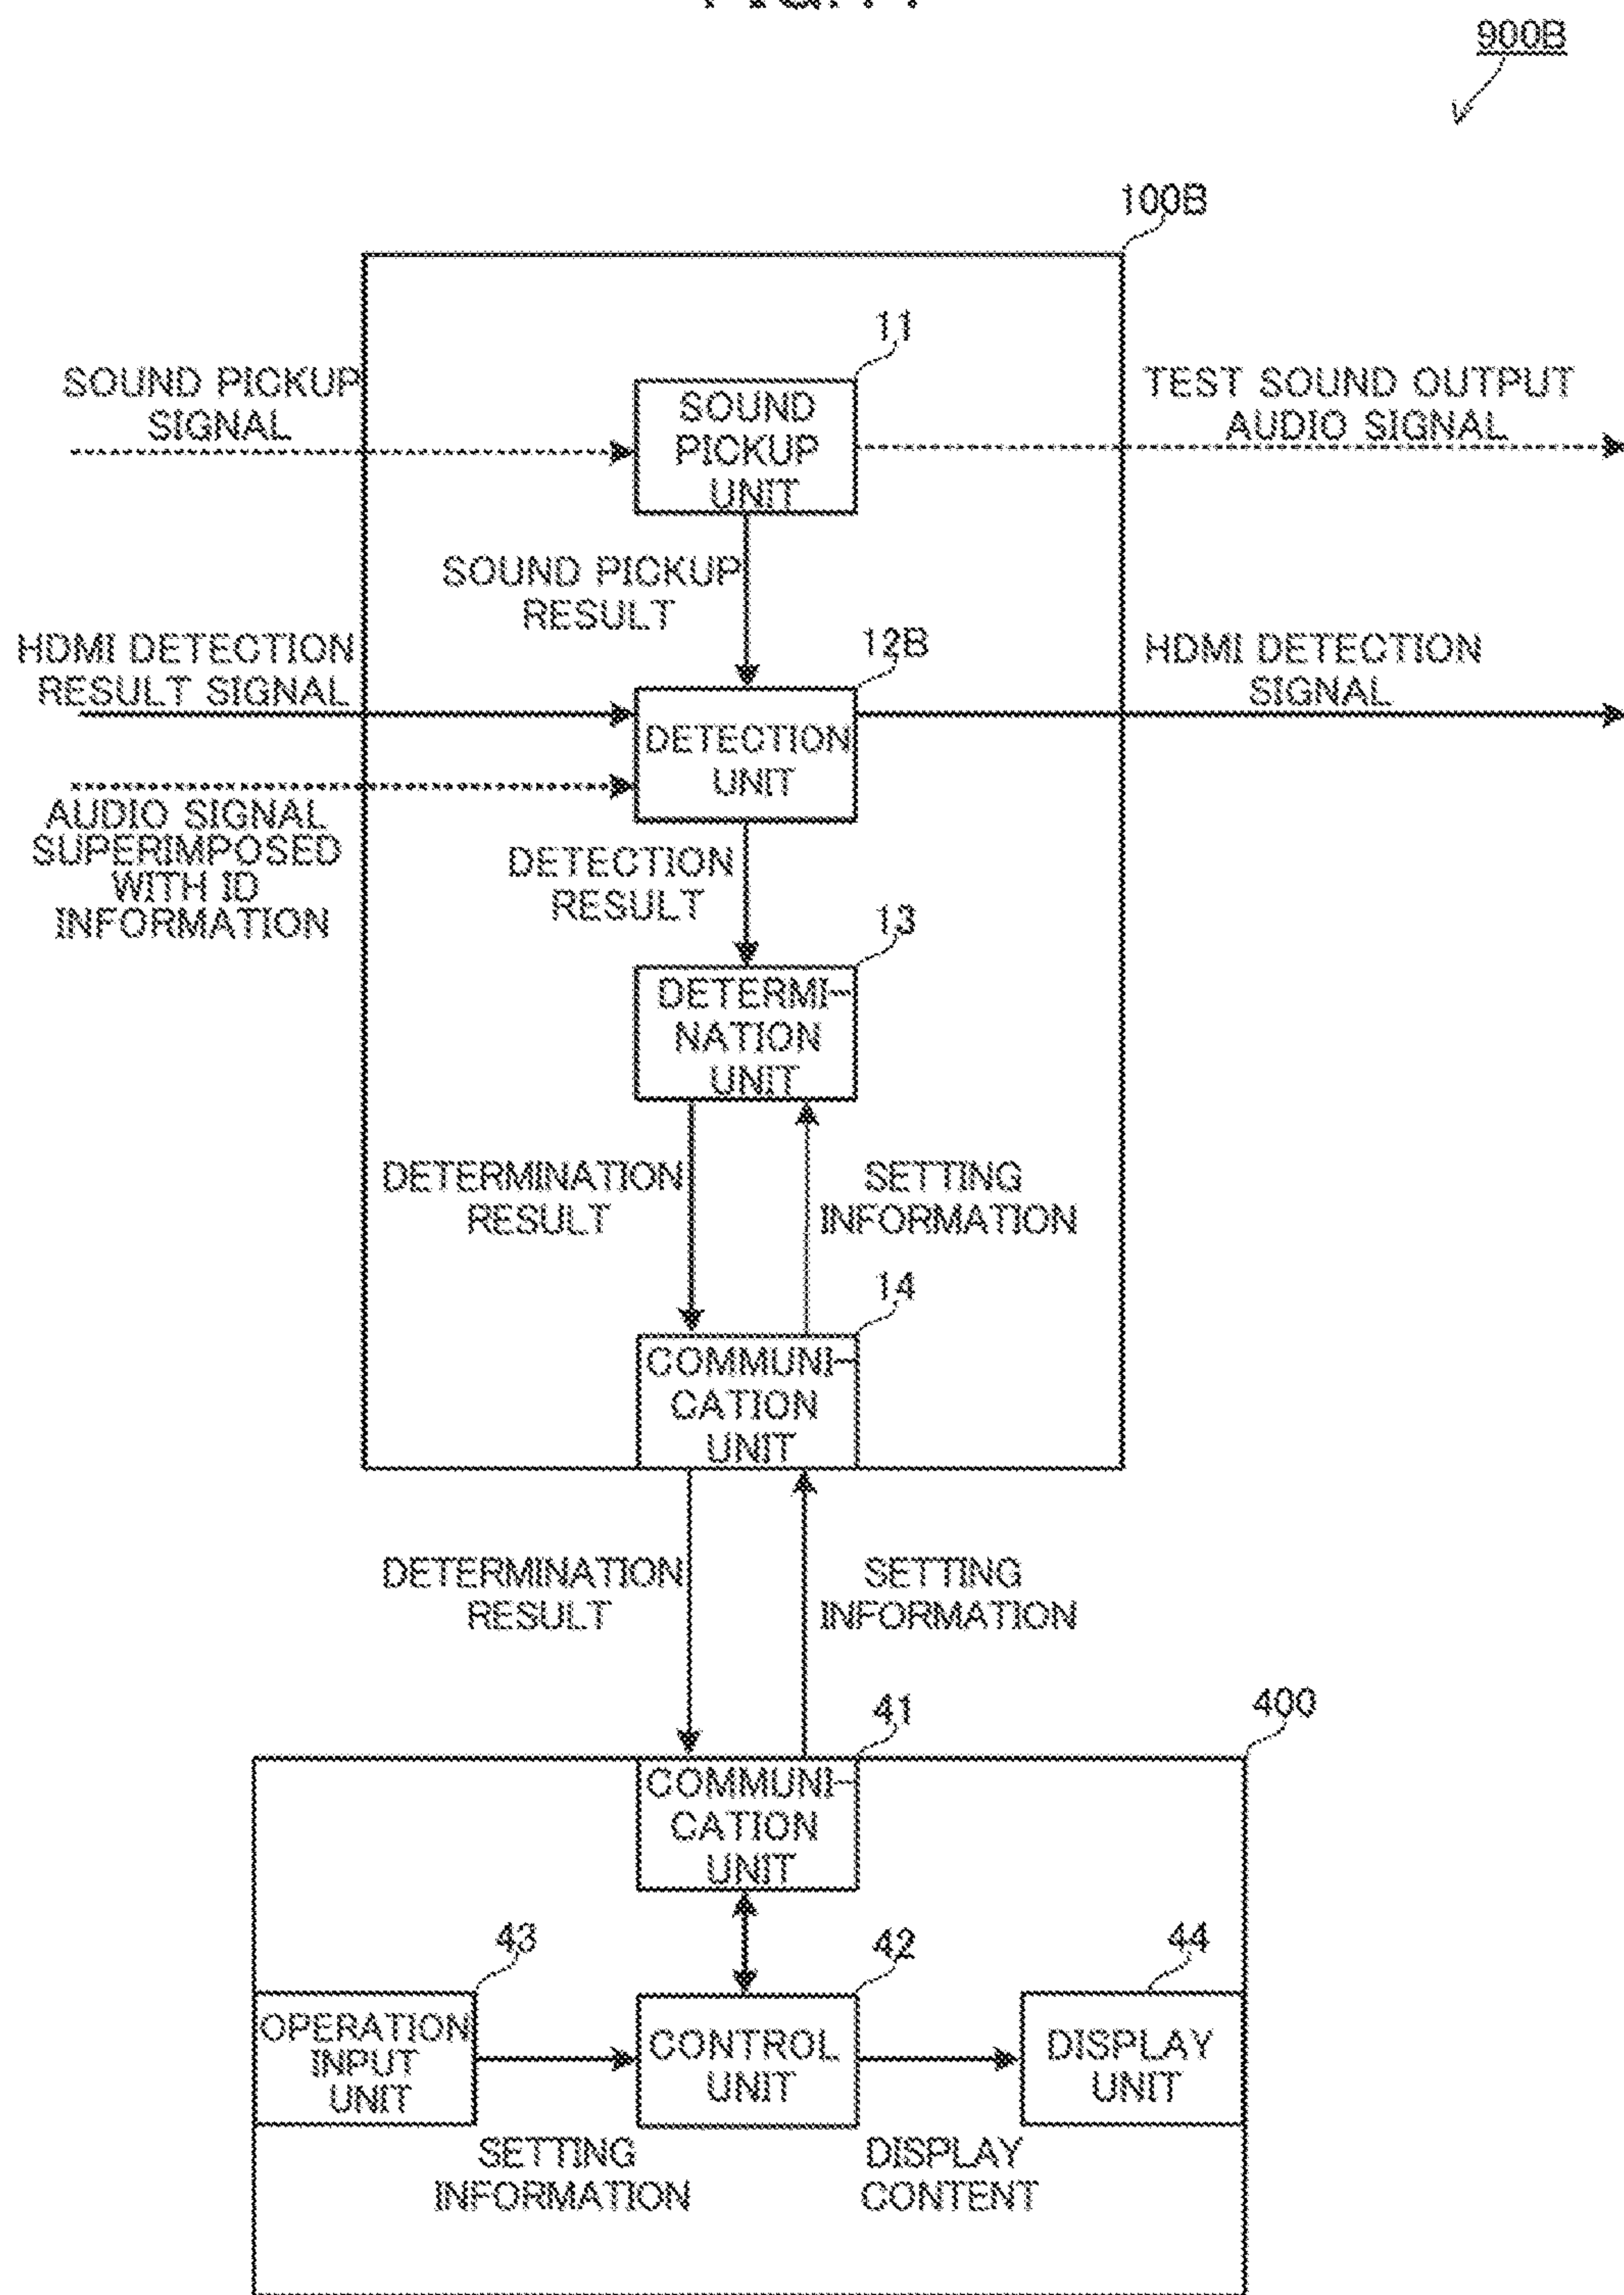 900B
100B
11
SOUND PICKUP
SIGNAL
SOUND
PICKUP
UNIT
TEST SOUND OUTPUT
AUDIO SIGNAL
SOUND PICKUP
RESULT
HDMI DETECTION
RESULT SIGNAL
12B
HDMI DETECTION
SIGNAL
DETECTION
UNIT
AUDIO SIGNAL
SUPERIMPOSED
WITH ID
INFORMATION
DETECTION
RESULT
13
DETERMI-
NATION
UNIT
DETERMINATION
RESULT
SETTING
INFORMATION
14
COMMUNI-
CATION
UNIT
DETERMINATION
RESULT
SETTING
INFORMATION
41
400
COMMUNI-
CATION
UNIT
43
42
44
OPERATION
INPUT
UNIT
CONTROL
UNIT
DISPLAY
UNIT
SETTING
INFORMATION
DISPLAY
CONTENT